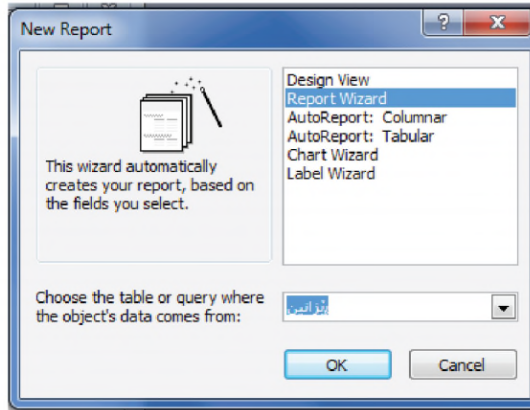 New Report
?
X
Design View
Report Wizard
AutoReport: Columnar
AutoReport: Tabular
Chart Wizard
Label Wizard
This wizard automatically
creates your report, based on
the fields you select.
Choose the table or query where
the object's data comes from:
OK
Cancel